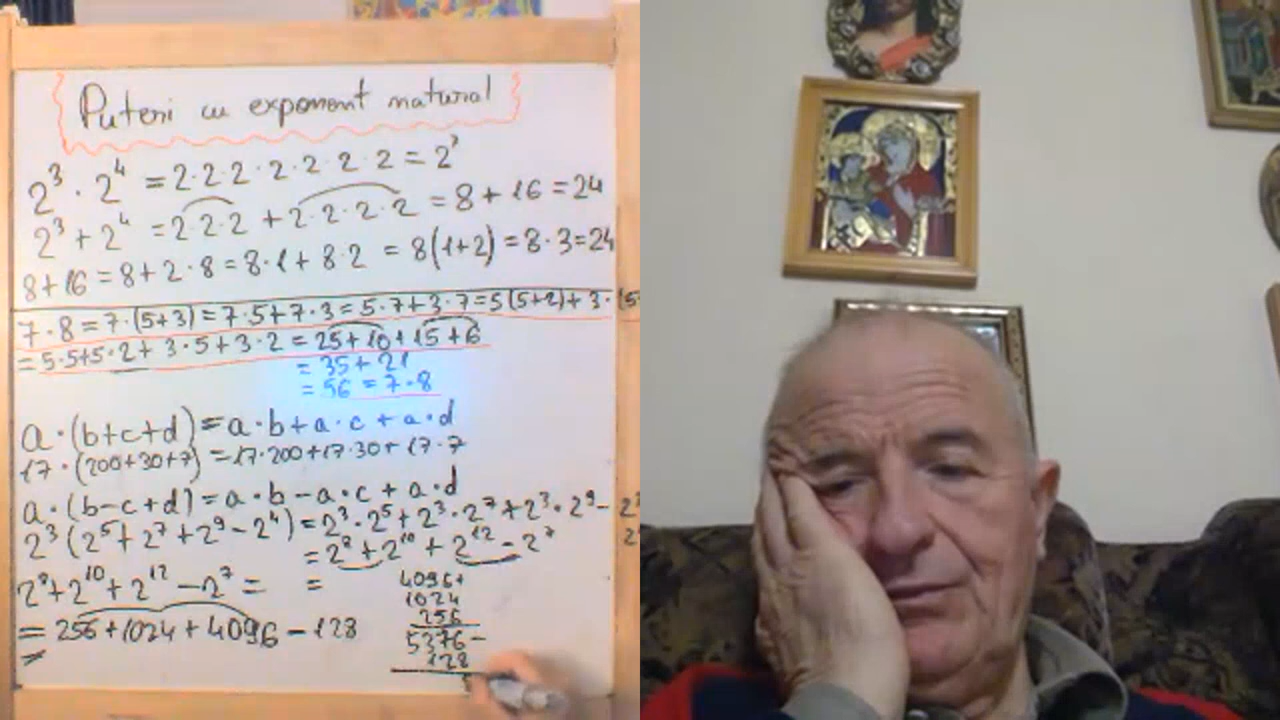 Puteri cu exponent natural
2³ · 2⁴ = 2·2·2·2·2·2·2 = 2⁷
2³ + 2⁴ = 2·2·2 + 2·2·2·2 = 8 + 16 = 24
8 + 16 = 8 + 2·8 = 8·1 + 8·2 = 8(1+2) = 8·3 = 24
7·8 = 7·(5+3) = 7·5+7·3 = 5·7+3·7 = 5(5+2) + 3·(5
= 5·5+5·2 + 3·5+3·2 = 25+10+15+6
= 35 + 21
= 56 = 7·8
a·(b+c+d) = a·b + a·c + a·d
17·(200+30+7) = 17·200+17·30+17·7
a·(b-c+d) = a·b - a·c + a·d
2³(2⁵+2⁷+2⁹-2⁴) = 2³·2⁵ + 2³·2⁷ + 2³·2⁹ -
= 2⁸ + 2¹⁰ + 2¹² - 2⁷
2⁸ + 2¹⁰ + 2¹² - 2⁷ = =
= 256 + 1024 + 4096 - 128
=
4096+
1024
256
5376-
128